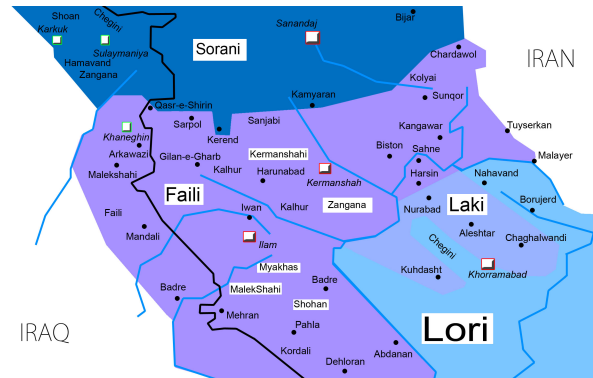 Shoan
Chegini
Bijar
Karkuk
Sanandaj
Sulaymaniya
Sorani
Chardawol
IRAN
Hamavand
Zangana
Kolyai
Kamyaran
Sunqor
Qasr-e-Shirin
Sarpol
Sanjabi
Khaneghin
Kerend
Kangawar
Tuyserkan
Arkawazi
Gilan-e-Gharb
Kermanshahi
Biston
Sahne
Malayer
Malekshahi
Kalhur
Harunabad
Kermanshah
Harsin
Nahavand
Faili
Laki
Borujerd
Faili
Iwan
Kalhur
Zangana
Nurabad
Mandali
Ilam
Aleshtar
Chaghalwandi
Chegini
Myakhas
Kuhdasht
Khorramabad
Badre
MalekShahi
Badre
Shohan
IRAQ
Mehran
Pahla
Lori
Kordali
Abdanan
Dehloran